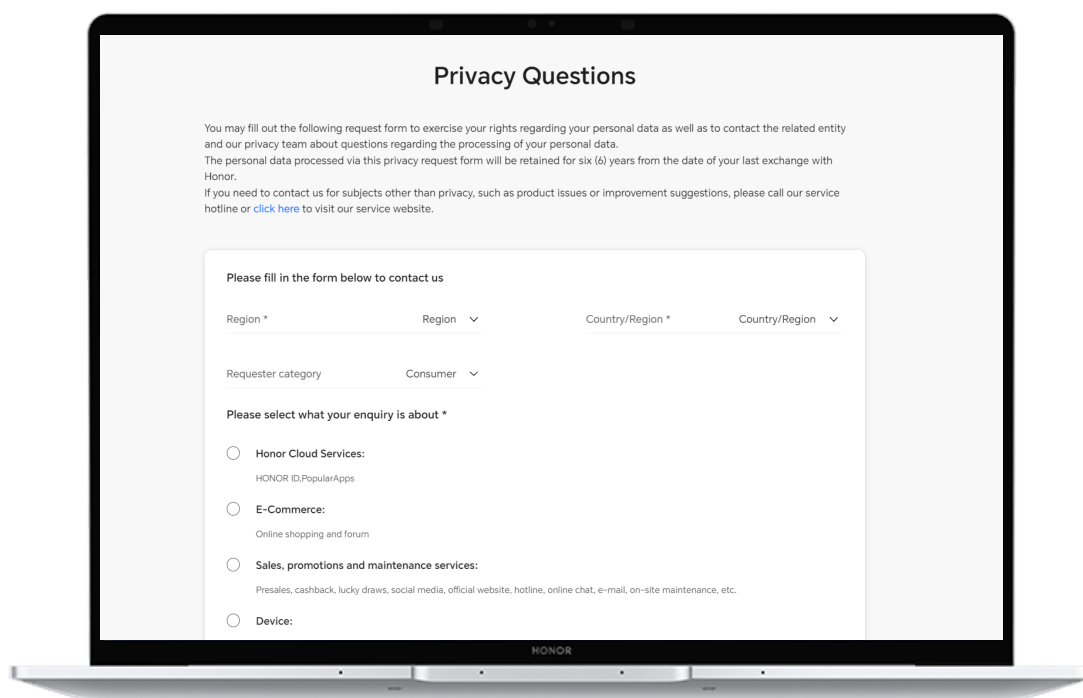 Privacy Questions
You may fill out the following request form to exercise your rights regarding your personal data as well as to contact the related entity
and our privacy team about questions regarding the processing of your personal data.
The personal data processed via this privacy request form will be retained for six (6) years from the date of your last exchange with
Honor.
If you need to contact us for subjects other than privacy, such as product issues or improvement suggestions, please call our service
hotline or click here to visit our service website.
Please fill in the form below to contact us
Region * Region Country/Region * Country/Region
Requester category Consumer
Please select what your enquiry is about *
Honor Cloud Services:
HONOR ID,PopularApps
E-Commerce:
Online shopping and forum
Sales, promotions and maintenance services:
Presales, cashback, lucky draws, social media, official website, hotline, online chat, e-mail, on-site maintenance, etc.
Device:
HONOR